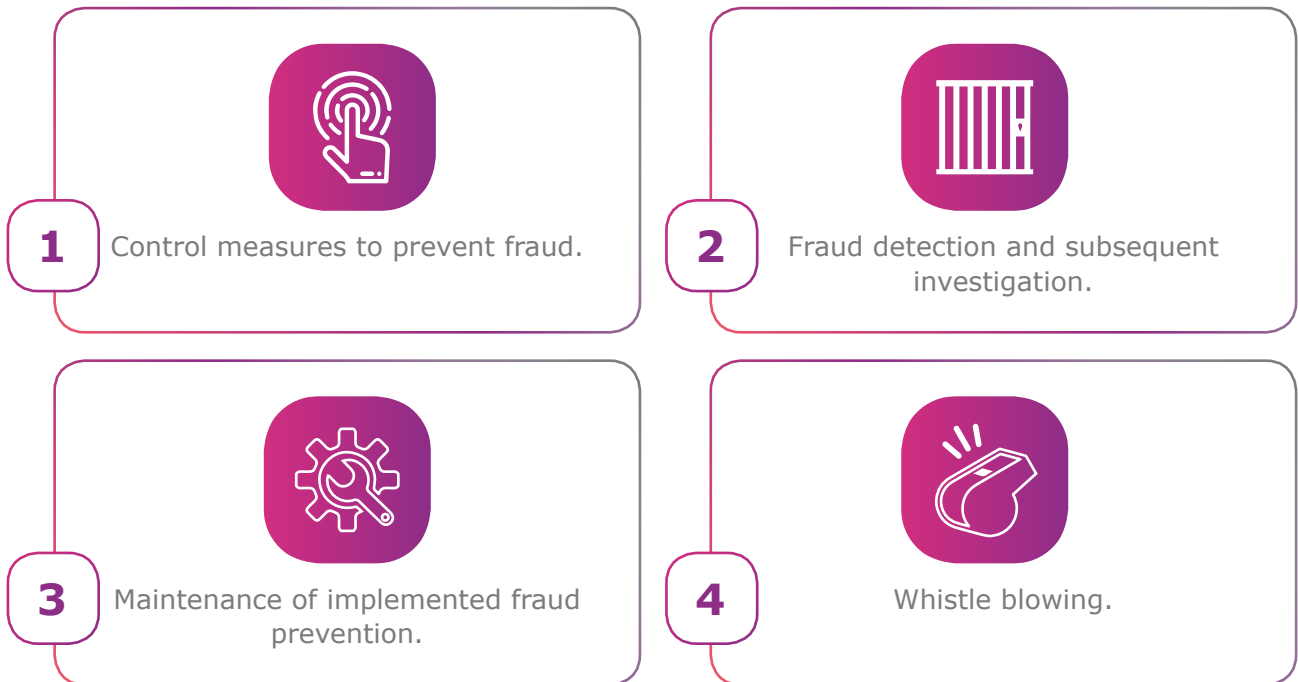 1
Control measures to prevent fraud.
2
Fraud detection and subsequent
investigation.
3
Maintenance of implemented fraud
prevention.
4
Whistle blowing.